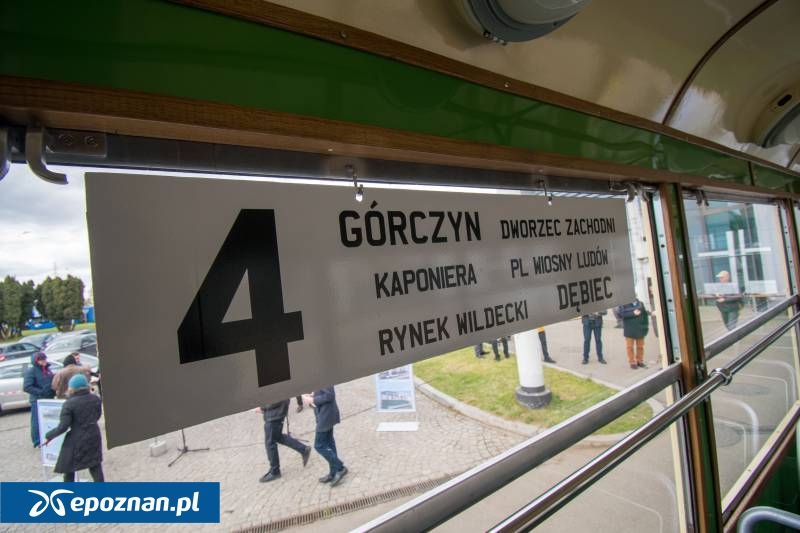 4
GÓRCZYN DWORZEC ZACHODNI
KAPONIERA PL WIOSNY LUDÓW
RYNEK WILDECKI DĘBIEC
epoznan.pl